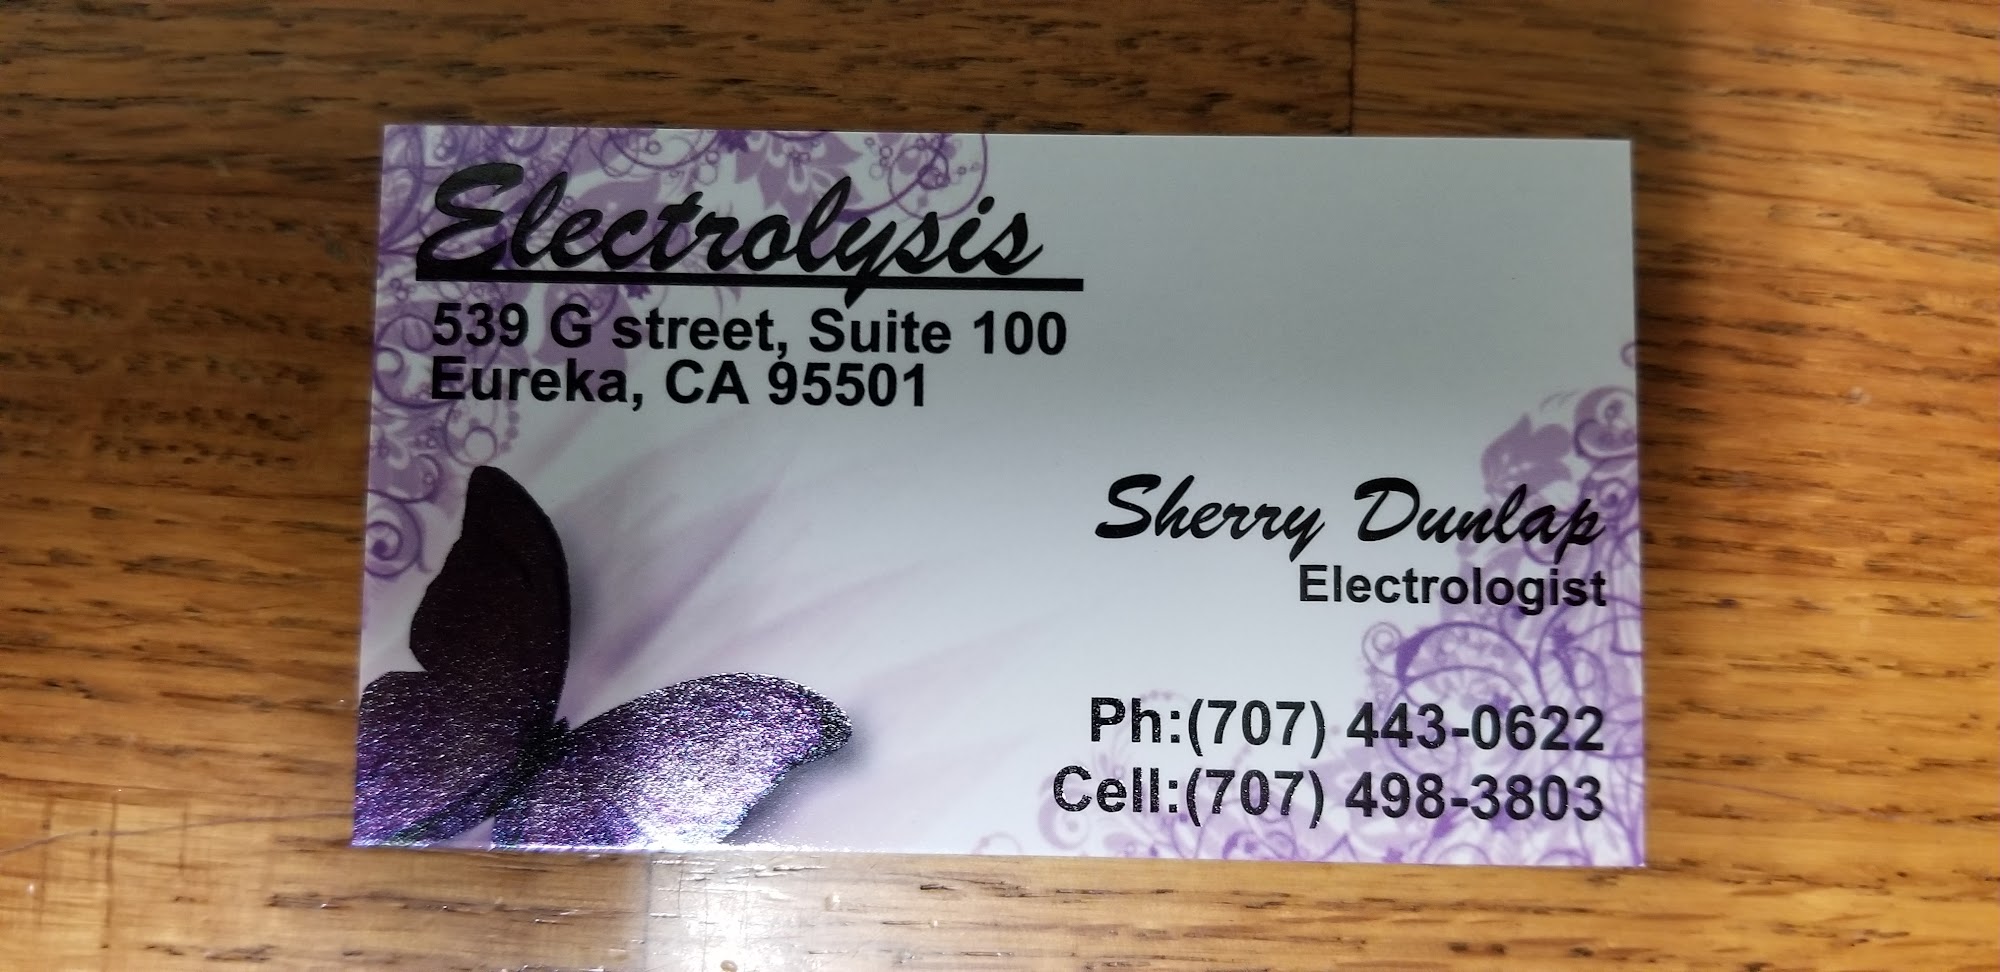 Electrolysis
539 G street, Suite 100
Eureka, CA 95501
Sherry Dunlap
Electrologist
Ph:(707) 443-0622
Cell:(707) 498-3803